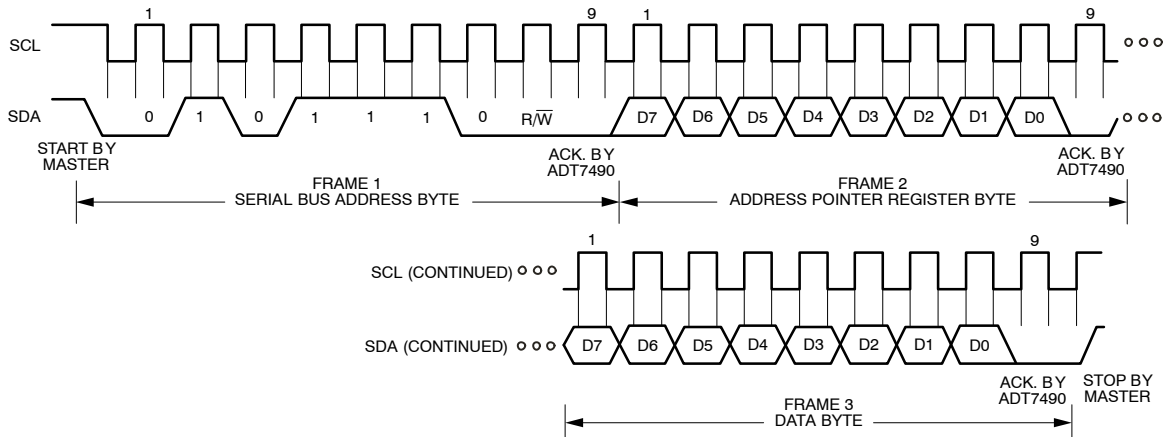 1 9 1 9
SCL
SDA 0 1 0 1 1 1 0 R/W D7 D6 D5 D4 D3 D2 D1 D0
START BY
MASTER
ACK. BY
ADT7490
ACK. BY
ADT7490
FRAME 1
SERIAL BUS ADDRESS BYTE
FRAME 2
ADDRESS POINTER REGISTER BYTE
1 9
SCL (CONTINUED)
SDA (CONTINUED) D7 D6 D5 D4 D3 D2 D1 D0
ACK. BY
ADT7490
STOP BY
MASTER
FRAME 3
DATA BYTE